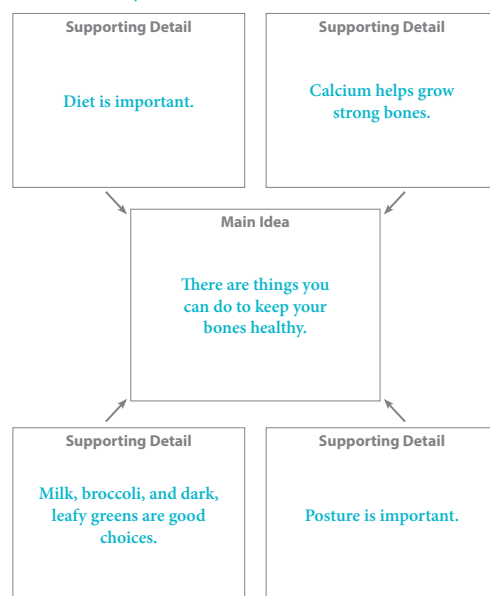 Supporting Detail
Diet is important.
Supporting Detail
Calcium helps grow
strong bones.
Main Idea
There are things you
can do to keep your
bones healthy.
Supporting Detail
Milk, broccoli, and dark,
leafy greens are good
choices.
Supporting Detail
Posture is important.